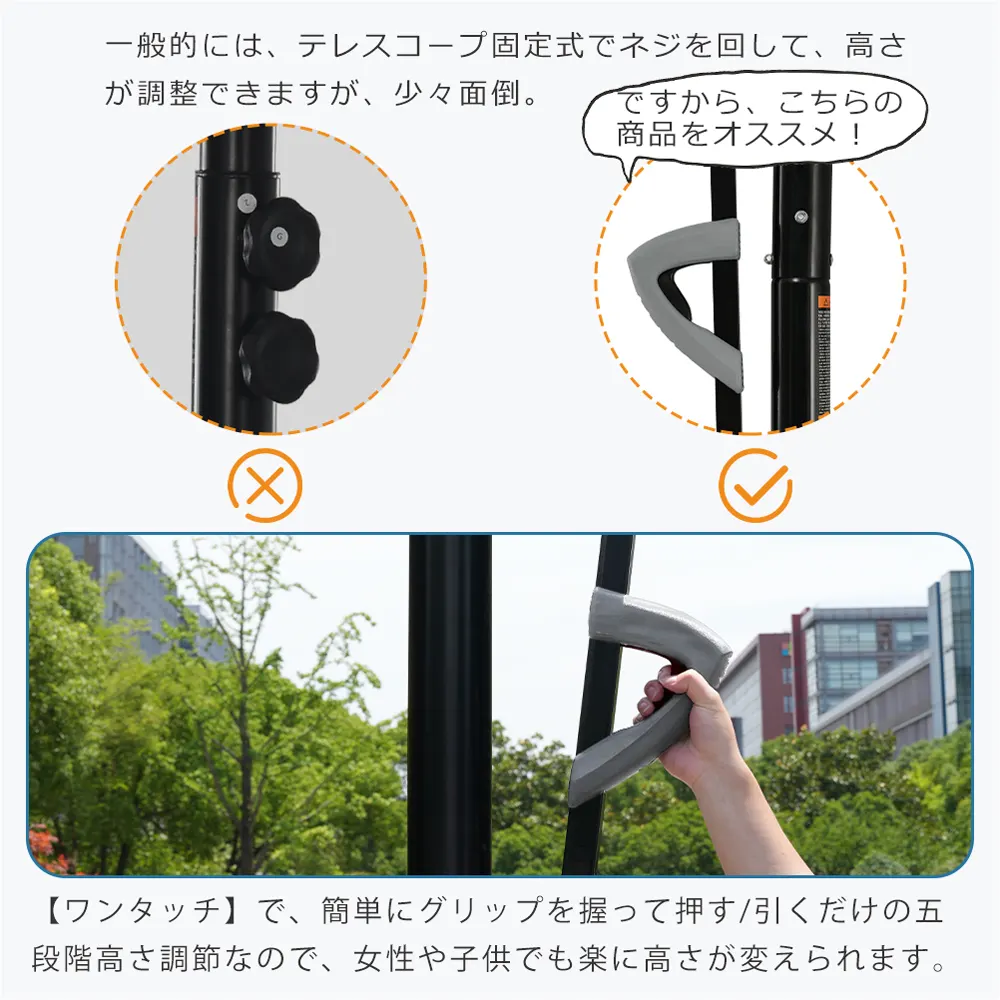 一般的には、テレスコープ固定式でネジを回して、高さ
が調整できますが、少々面倒。
ですから、こちらの
商品をオススメ！
【ワンタッチ】で、簡単にグリップを握って押す/引くだけの五
段階高さ調節なので、女性や子供でも楽に高さが変えられます。